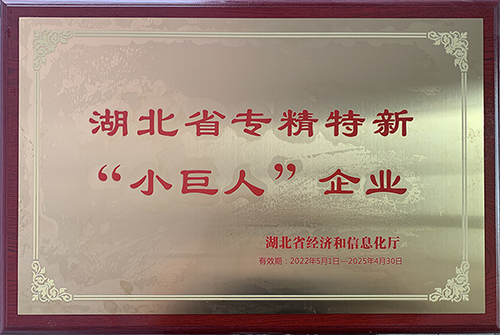 湖北省专精特新
“小巨人”企业
湖北省经济和信息化厅
有效期：2022年5月1日—2025年4月30日